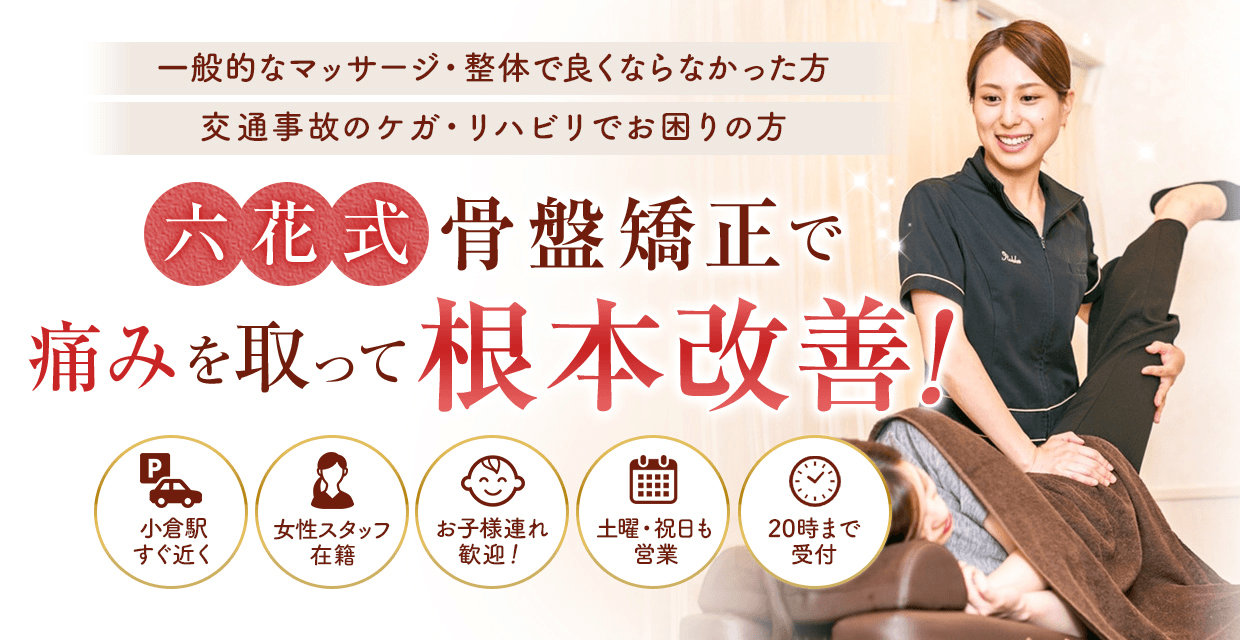 一般的なマッサージ・整体で良くならなかった方
交通事故のケガ・リハビリでお困りの方
六花式骨盤矯正で
痛みを取って根本改善!
P
小倉駅
すぐ近く
女性スタッフ
在籍
お子様連れ
歓迎!
土曜・祝日も
営業
20時まで
受付